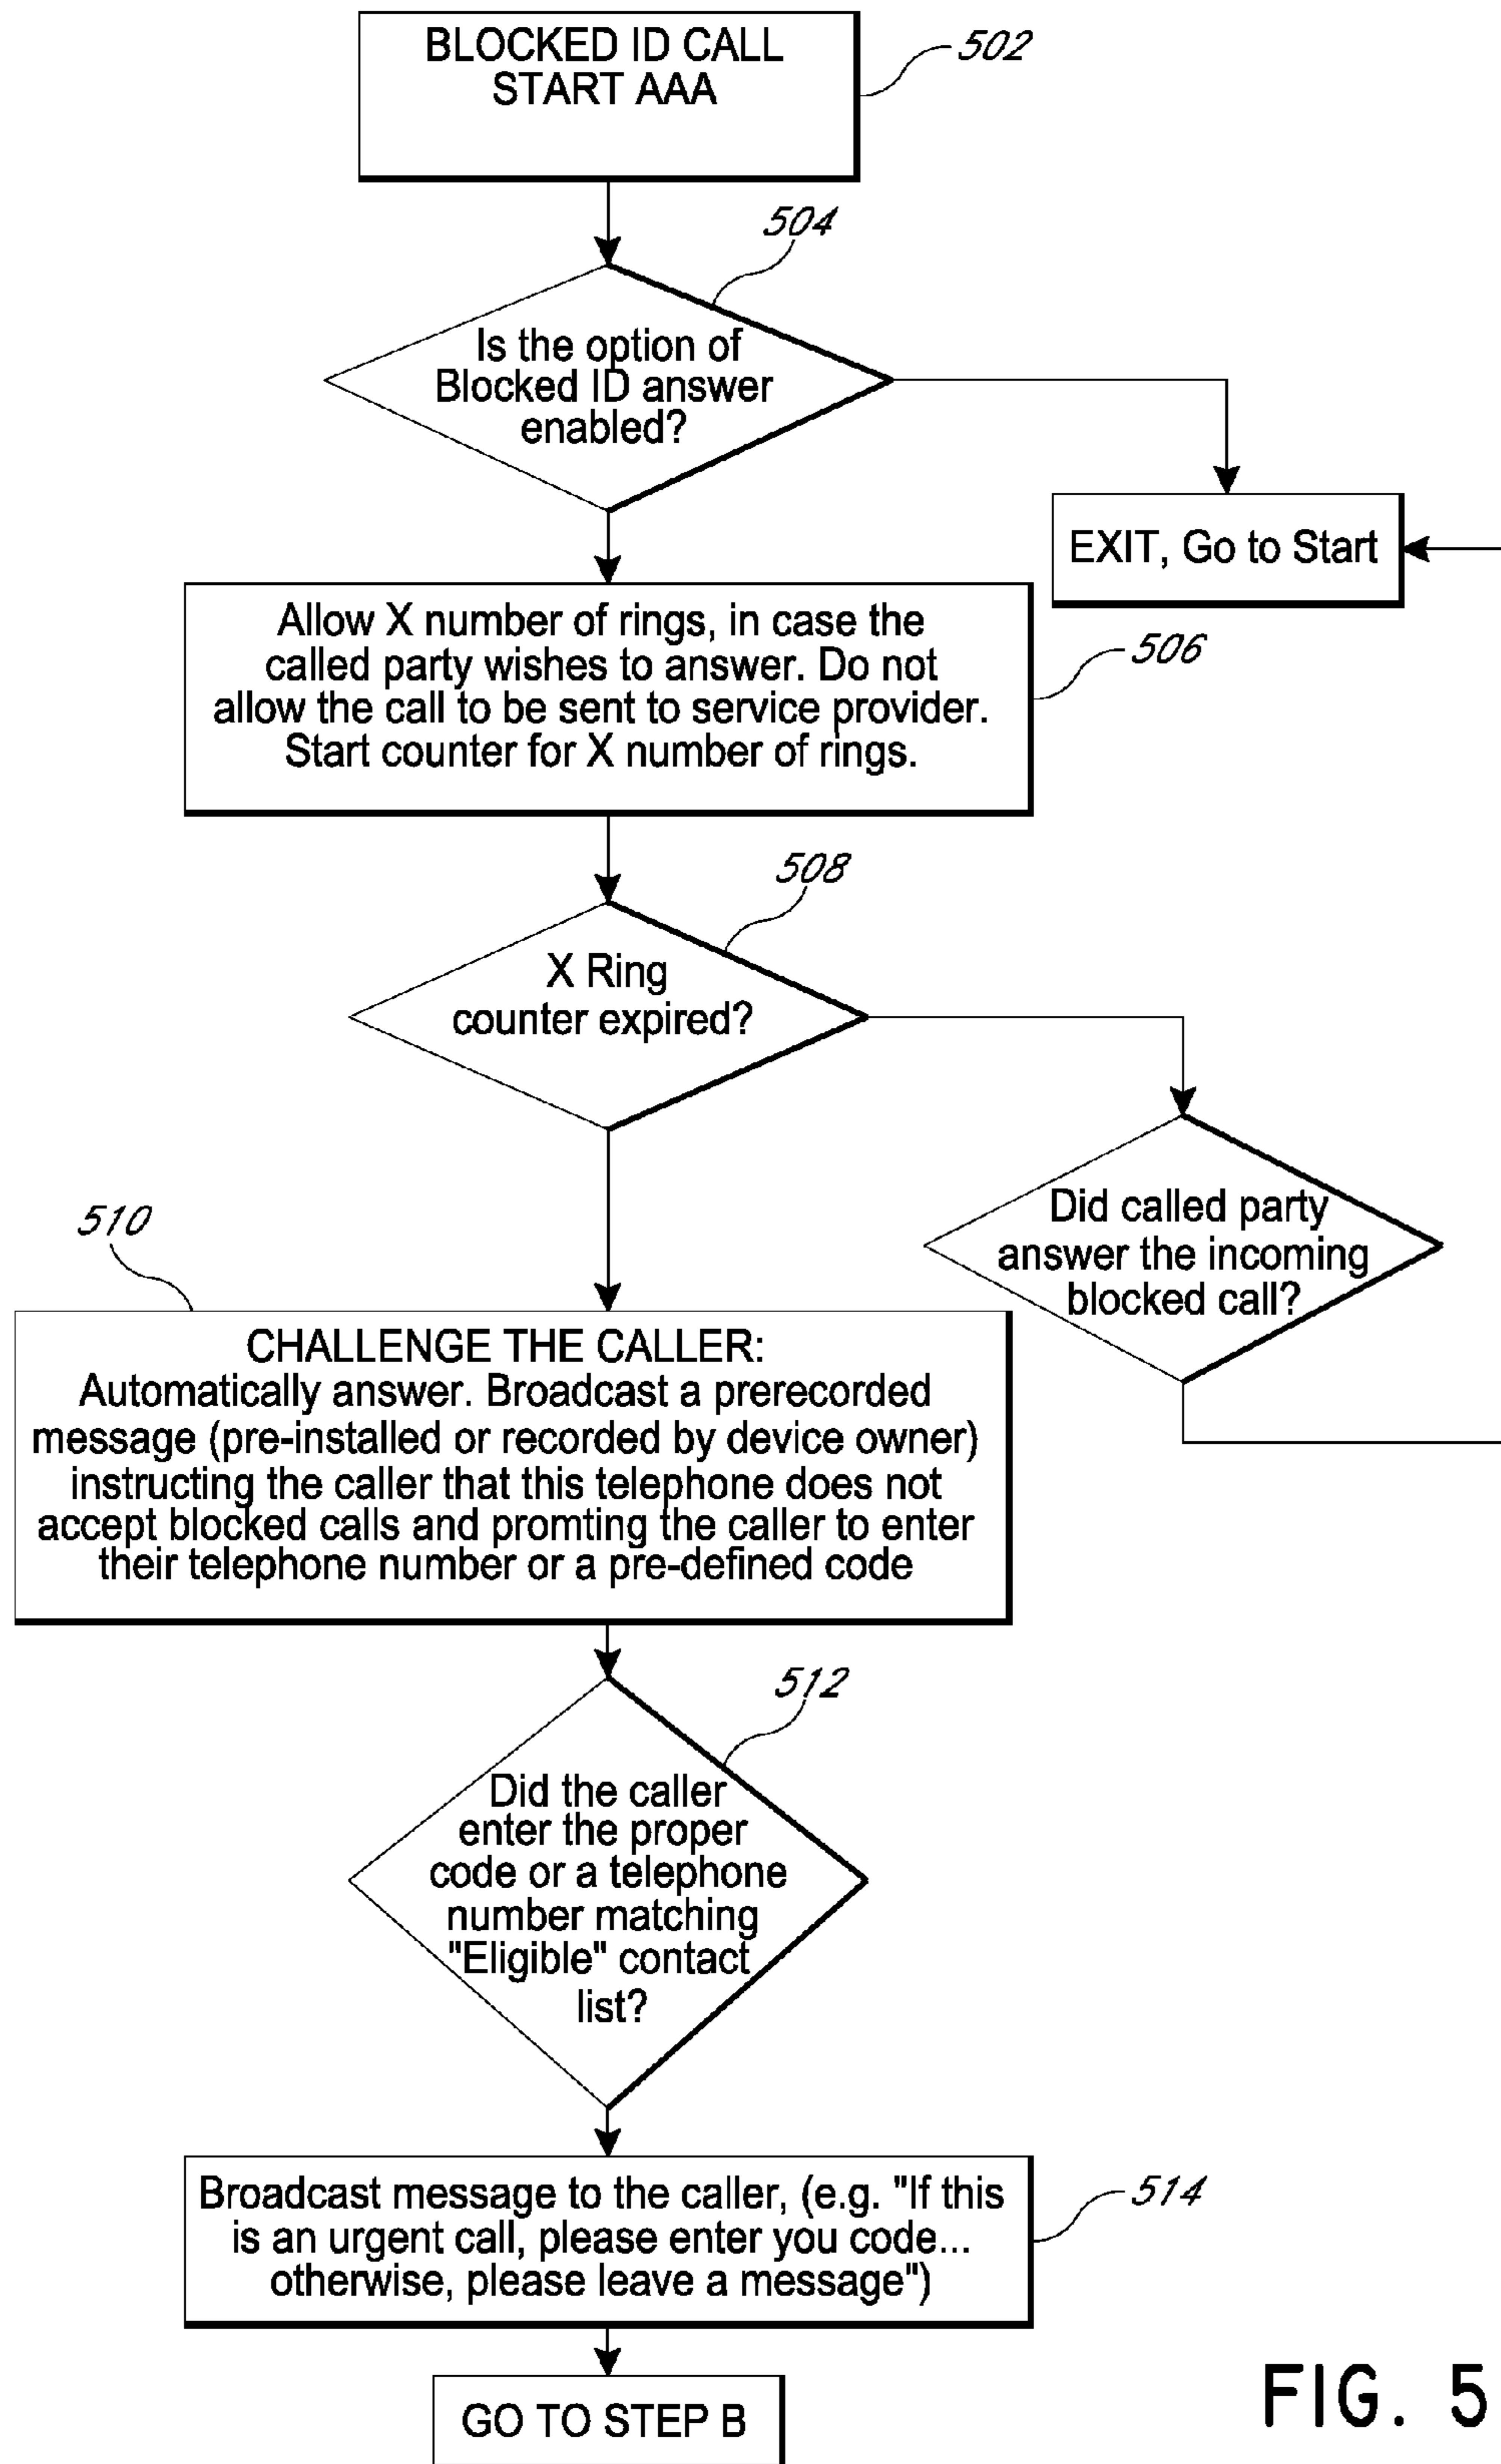 BLOCKED ID CALL
START AAA
502
504
Is the option of
Blocked ID answer
enabled?
EXIT, Go to Start
Allow X number of rings, in case the
called party wishes to answer. Do not
allow the call to be sent to service provider.
Start counter for X number of rings.
506
508
X Ring
counter expired?
Did called party
answer the incoming
blocked call?
510
CHALLENGE THE CALLER:
Automatically answer. Broadcast a prerecorded
message (pre-installed or recorded by device owner)
instructing the caller that this telephone does not
accept blocked calls and promting the caller to enter
their telephone number or a pre-defined code
512
Did the caller
enter the proper
code or a telephone
number matching
"Eligible" contact
list?
Broadcast message to the caller, (e.g. "If this
is an urgent call, please enter you code...
otherwise, please leave a message")
514
GO TO STEP B
FIG. 5